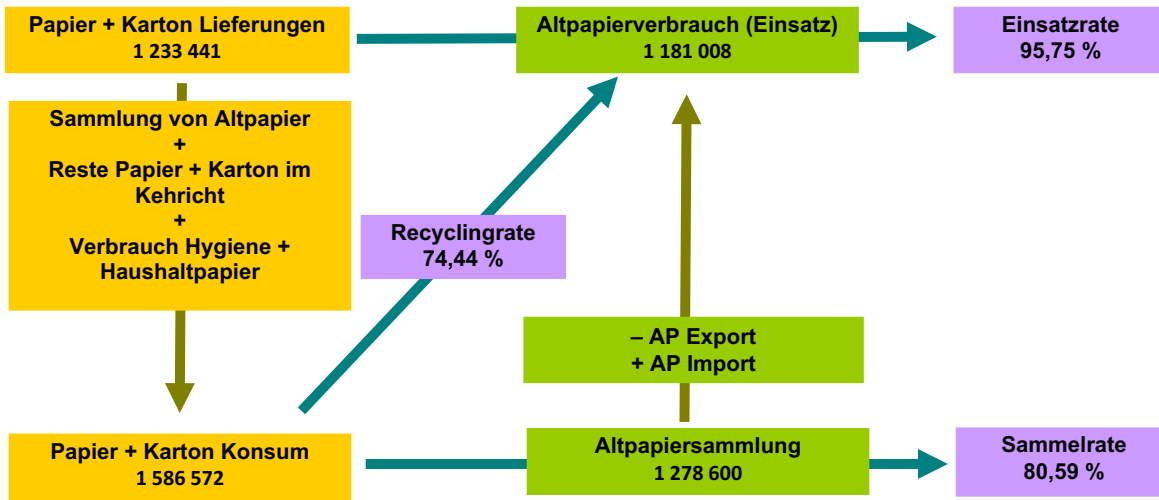 Papier + Karton Lieferungen
1 233 441
Altpapierverbrauch (Einsatz)
1 181 008
Einsatzrate
95,75 %
Sammlung von Altpapier
+
Reste Papier + Karton im
Kehricht
+
Verbrauch Hygiene +
Haushaltpapier
Recyclingrate
74,44 %
– AP Export
+ AP Import
Papier + Karton Konsum
1 586 572
Altpapiersammlung
1 278 600
Sammelrate
80,59 %